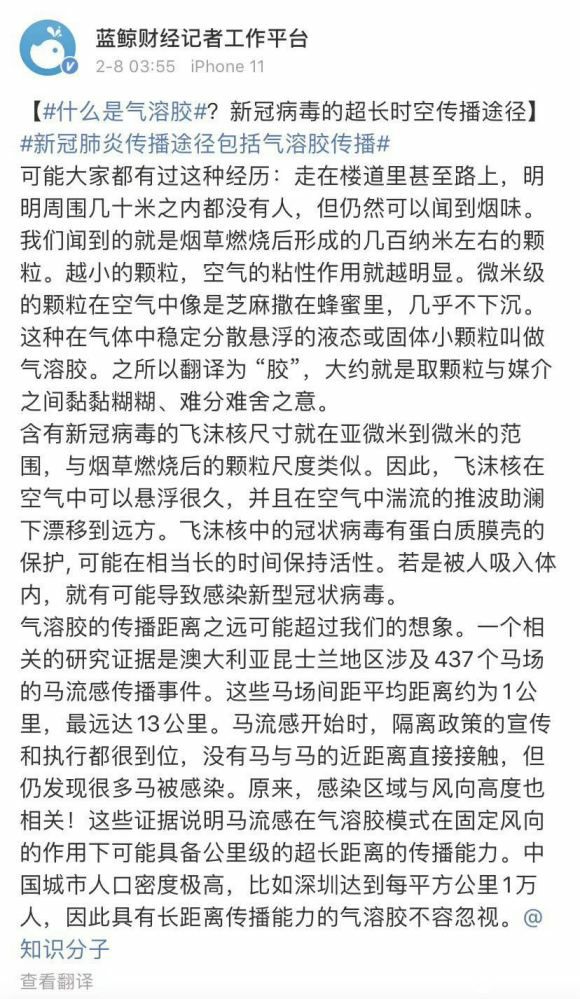 蓝鲸财经记者工作平台
2-8 03:55 iPhone 11
【#什么是气溶胶#？新冠病毒的超长时空传播途径】
#新冠肺炎传播途径包括气溶胶传播#
可能大家都有过这种经历：走在楼道里甚至路上，明
明周围几十米之内都没有人，但仍然可以闻到烟味。
我们闻到的就是烟草燃烧后形成的几百纳米左右的颗
粒。越小的颗粒，空气的粘性作用就越明显。微米级
的颗粒在空气中像是芝麻撒在蜂蜜里，几乎不下沉。
这种在气体中稳定分散悬浮的液态或固体小颗粒叫做
气溶胶。之所以翻译为“胶”，大约就是取颗粒与媒介
之间黏黏糊糊、难分难舍之意。
含有新冠病毒的飞沫核尺寸就在亚微米到微米的范
围，与烟草燃烧后的颗粒尺度类似。因此，飞沫核在
空气中可以悬浮很久，并且在空气中湍流的推波助澜
下漂移到远方。飞沫核中的冠状病毒有蛋白质膜壳的
保护，可能在相当长的时间保持活性。若是被人吸入体
内，就有可能导致感染新型冠状病毒。
气溶胶的传播距离之远可能超过我们的想象。一个相
关的研究证据是澳大利亚昆士兰地区涉及437个马场
的马流感传播事件。这些马场间距平均距离约为1公
里，最远达13公里。马流感开始时，隔离政策的宣传
和执行都很到位，没有马与马的近距离直接接触，但
仍发现很多马被感染。原来，感染区域与风向高度也
相关！这些证据说明马流感在气溶胶模式在固定风向
的作用下可能具备公里级的超长距离的传播能力。中
国城市人口密度极高，比如深圳达到每平方公里1万
人，因此具有长距离传播能力的气溶胶不容忽视。@
知识分子
查看翻译